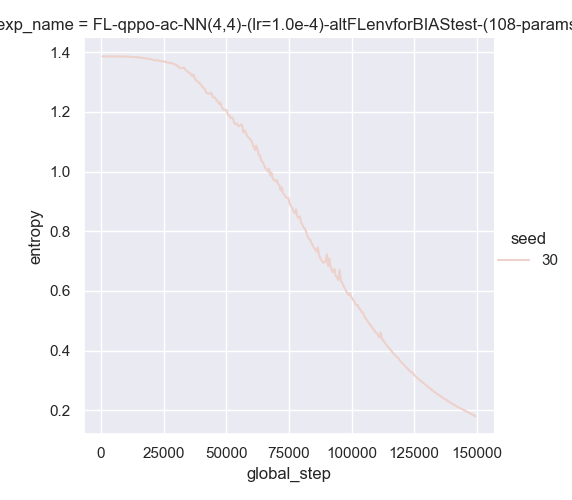 exp_name = FL-qppo-ac-NN(4,4)-(lr=1.0e-4)-altFLenvforBIAStest-(108-params
1.4
1.2
1.0
0.8
0.6
0.4
0.2
entropy
0 25000 50000 75000 100000 125000 150000
global_step
seed
30